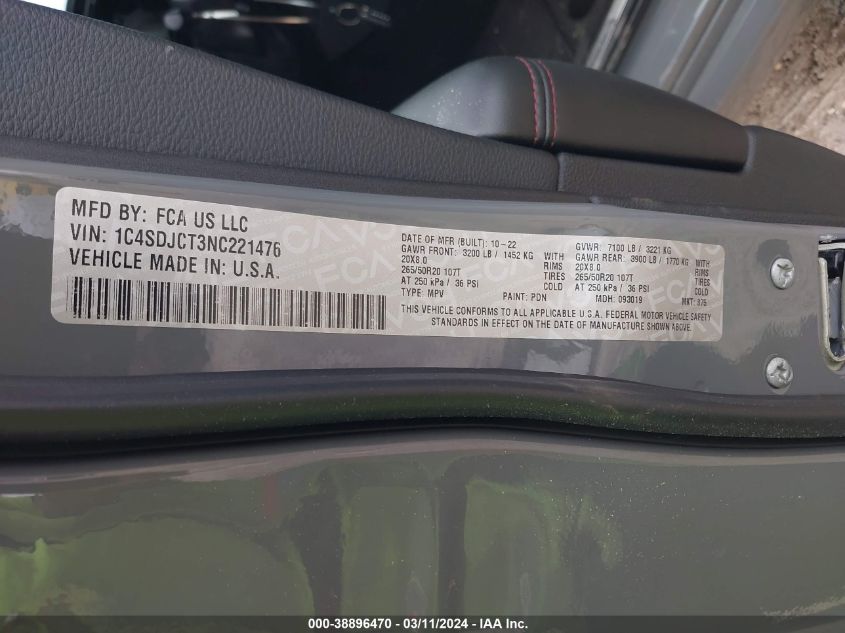 MFD BY: FCA US LLC
VIN: 1C4SDJCT3NC221476
VEHICLE MADE IN: U.S.A.
DATE OF MFR (BUILT): 10-22 GVWR: 7100 LB / 3221 KG
GAWR FRONT: 3200 LB / 1452 KG WITH GAWR REAR: 3900 LB / 1770 KG WITH
20X8.0 RIMS 20X8.0 RIMS
265/50R20 107T TIRES 265/50R20 107T TIRES
AT 250 kPa / 36 PSI COLD AT 250 kPa / 36 PSI COLD
TYPE: MPV PAINT: PDN MDH: 093019 MKT: 875
THIS VEHICLE CONFORMS TO ALL APPLICABLE U.S.A. FEDERAL MOTOR VEHICLE SAFETY
STANDARDS IN EFFECT ON THE DATE OF MANUFACTURE SHOWN ABOVE.
000-38896470 - 03/11/2024 - IAA Inc.